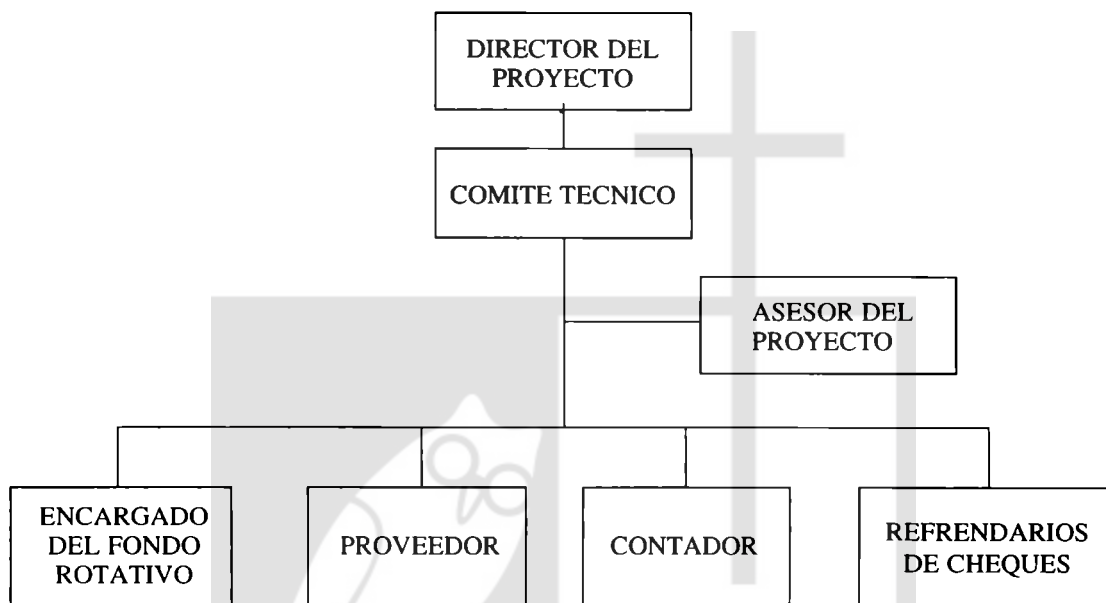 DIRECTOR DEL
PROYECTO
COMITE TECNICO
ASESOR DEL
PROYECTO
ENCARGADO
DEL FONDO
ROTATIVO
PROVEEDOR
CONTADOR
REFRENDARIOS
DE CHEQUES